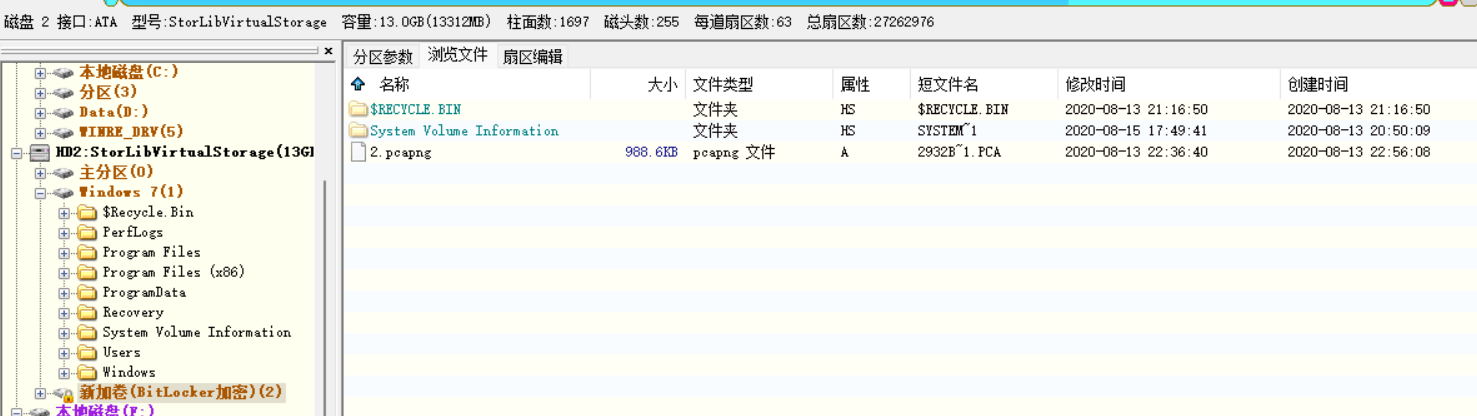 磁盘 2 接口:ATA 型号:StorLibVirtualStorage 容量:13.0GB(13312MB) 柱面数:1697 磁头数:255 每道扇区数:63 总扇区数:27262976
本地磁盘(C:)
分区(3)
Data(D:)
WINRE_DRV(5)
HD2:StorLibVirtualStorage(13GI
主分区(0)
Windows 7(1)
$Recycle.Bin
PerfLogs
Program Files
Program Files (x86)
ProgramData
Recovery
System Volume Information
Users
Windows
新加卷(BitLocker加密)(2)
本地磁盘(F:)
分区参数 浏览文件 扇区编辑
名称 大小 文件类型 属性 短文件名 修改时间 创建时间
$RECYCLE.BIN 文件夹 HS $RECYCLE.BIN 2020-08-13 21:16:50 2020-08-13 21:16:50
System Volume Information 文件夹 HS SYSTEM~1 2020-08-15 17:49:41 2020-08-13 20:50:09
2.pcapng 988.6KB pcapng 文件 A 2932B~1.PCA 2020-08-13 22:36:40 2020-08-13 22:56:08